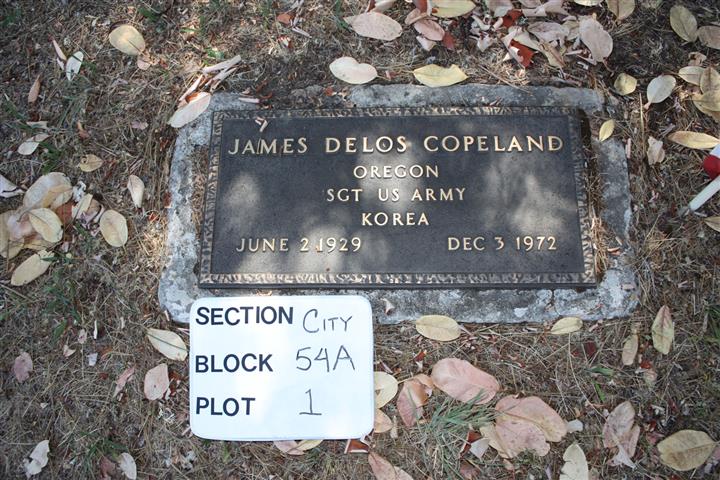 JAMES DELOS COPELAND
OREGON
SGT US ARMY
KOREA
JUNE 2 1929 DEC 3 1972
SECTION CITY
BLOCK 54A
PLOT 1